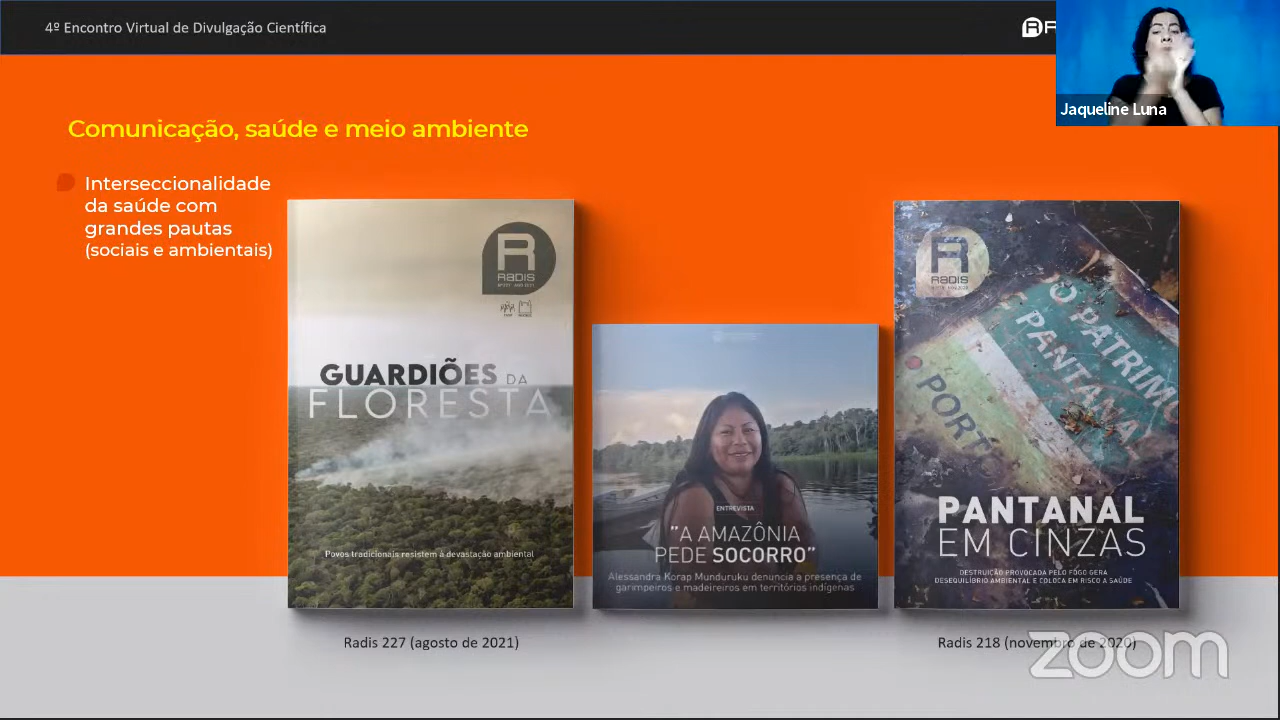 4º Encontro Virtual de Divulgação Científica
R
Jaqueline Luna
Comunicação, saúde e meio ambiente
Interseccionalidade
da saúde com
grandes pautas
(sociais e ambientais)
R
RADIS
GUARDIÕES DA
FLORESTA
Povos tradicionais resistem à devastação ambiental
ENTREVISTA
"A AMAZÔNIA
PEDE SOCORRO"
Alessandra Korap Munduruku denuncia a presença de
garimpeiros e madeireiros em territórios indígenas
R
RADIS
O PATRIMO
PANTANAL
PORT
PANTANAL
EM CINZAS
DESTRUIÇÃO PROVOCADA PELO FOGO GERA
DESEQUILÍBRIO AMBIENTAL E COLOCA EM RISCO A SAÚDE
Radis 227 (agosto de 2021)
Radis 218 (novembro de 2020)
zoom